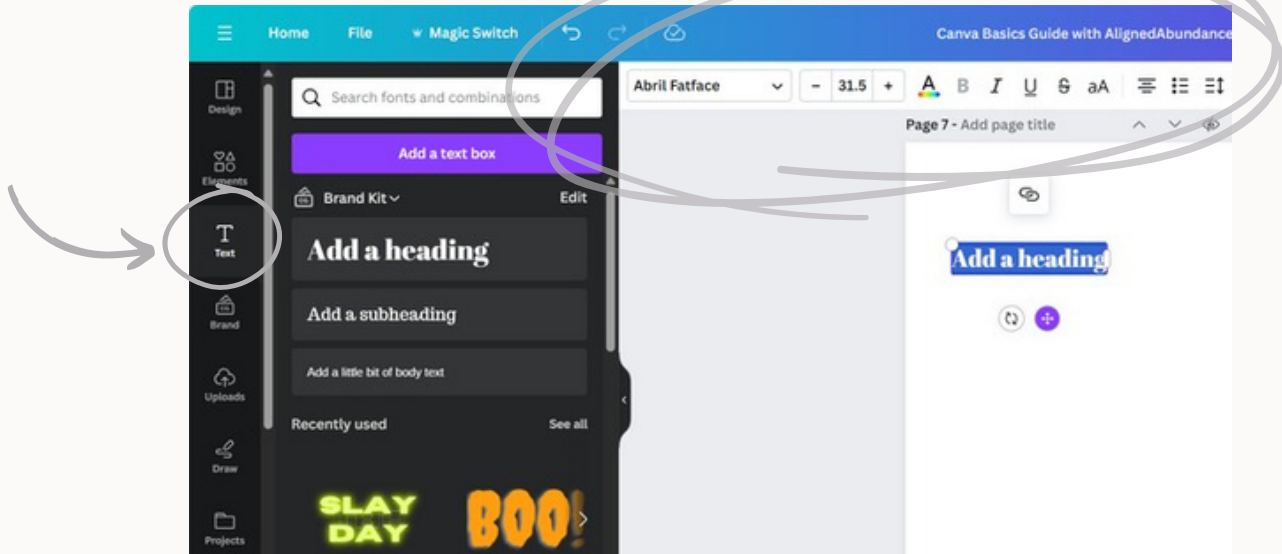 Home File Magic Switch Canva Basics Guide with AlignedAbundance
Design
Elements
Text
Brand
Uploads
Draw
Projects
Search fonts and combinations
Add a text box
Brand Kit Edit
Add a heading
Add a subheading
Add a little bit of body text
Recently used See all
SLAY
DAY
BOO!
Abril Fatface - 31.5 + A B I U S aA
Page 7 - Add page title
Add a heading